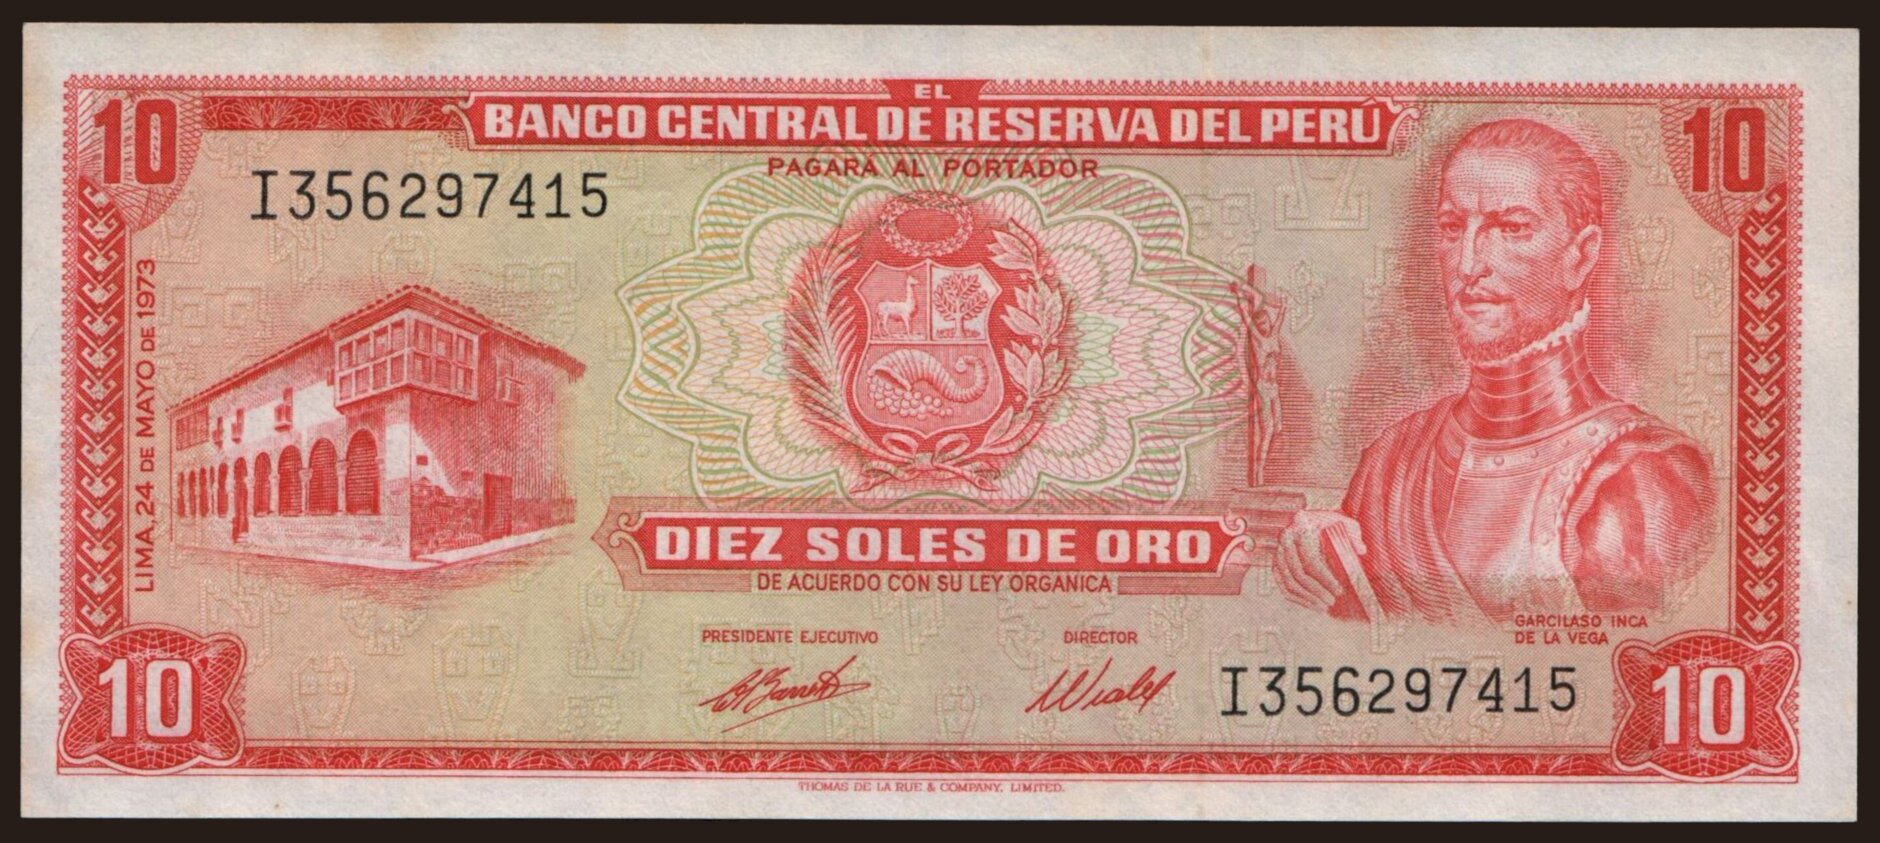 10
10
EL
BANCO CENTRAL DE RESERVA DEL PERÚ
PAGARÁ AL PORTADOR
I356297415
LIMA, 24 DE MAYO DE 1973
DIEZ SOLES DE ORO
DE ACUERDO CON SU LEY ORGANICA
GARCILASO INCA
DE LA VEGA
PRESIDENTE EJECUTIVO
DIRECTOR
I356297415
10
10
THOMAS DE LA RUE & COMPANY, LIMITED.